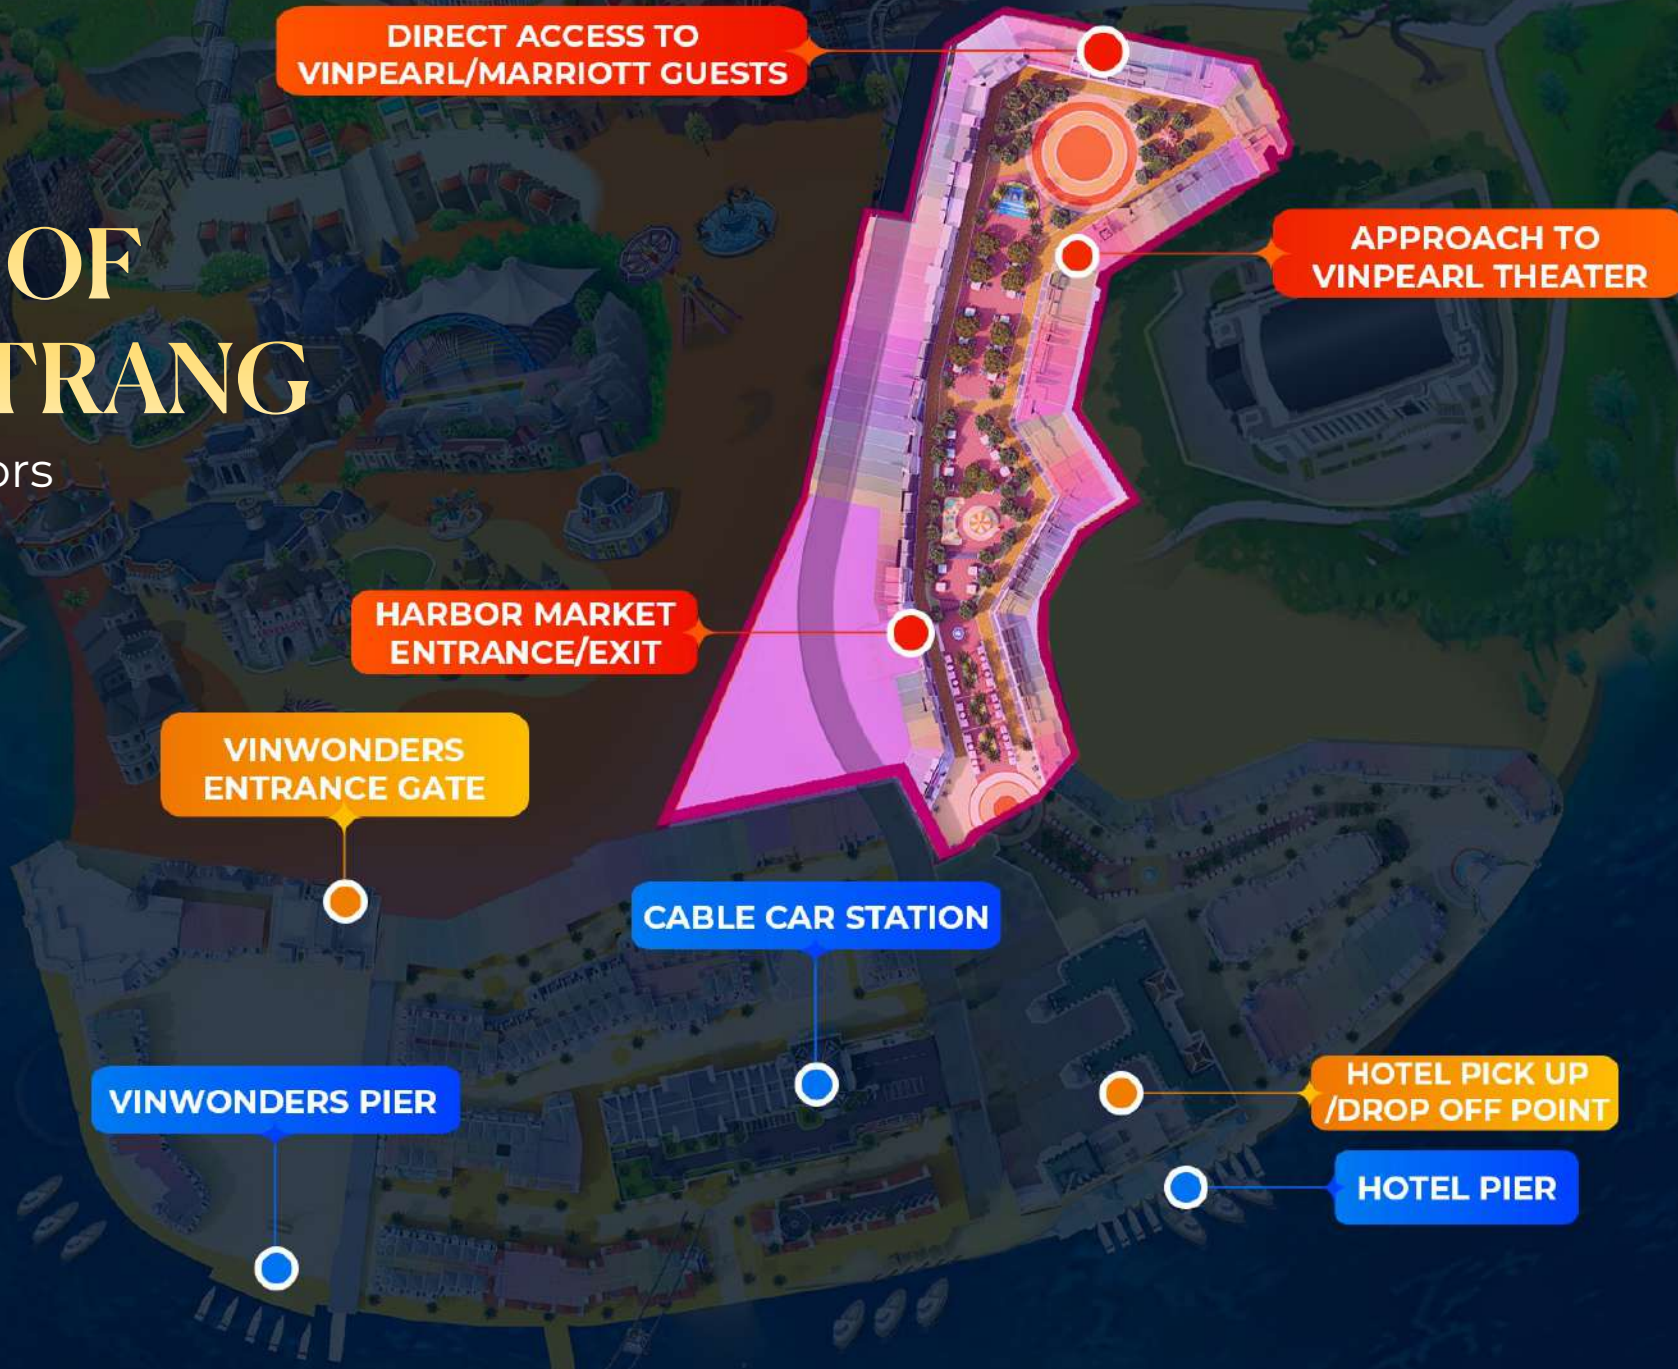 DIRECT ACCESS TO
VINPEARL/MARRIOTT GUESTS
OF
TRANG
ors
APPROACH TO
VINPEARL THEATER
HARBOR MARKET
ENTRANCE/EXIT
VINWONDERS
ENTRANCE GATE
CABLE CAR STATION
VINWONDERS PIER
HOTEL PICK UP
/DROP OFF POINT
HOTEL PIER